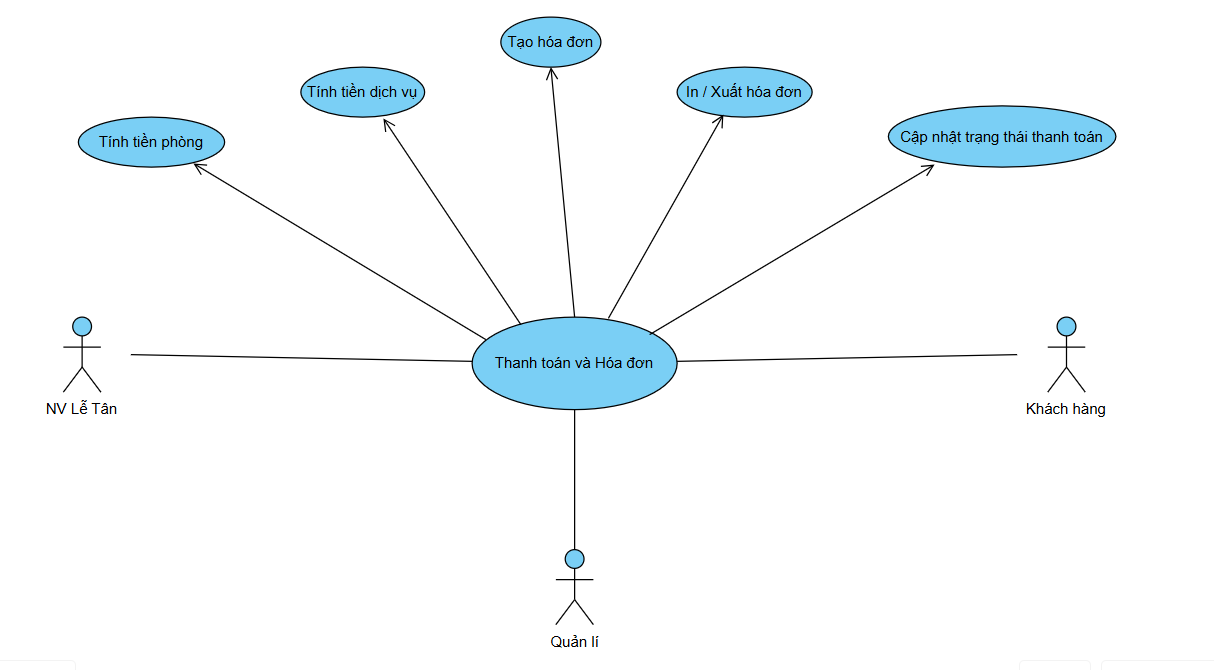 Tạo hóa đơn
Tính tiền dịch vụ
In / Xuất hóa đơn
Tính tiền phòng
Cập nhật trạng thái thanh toán
Thanh toán và Hóa đơn
NV Lễ Tân
Khách hàng
Quản lí